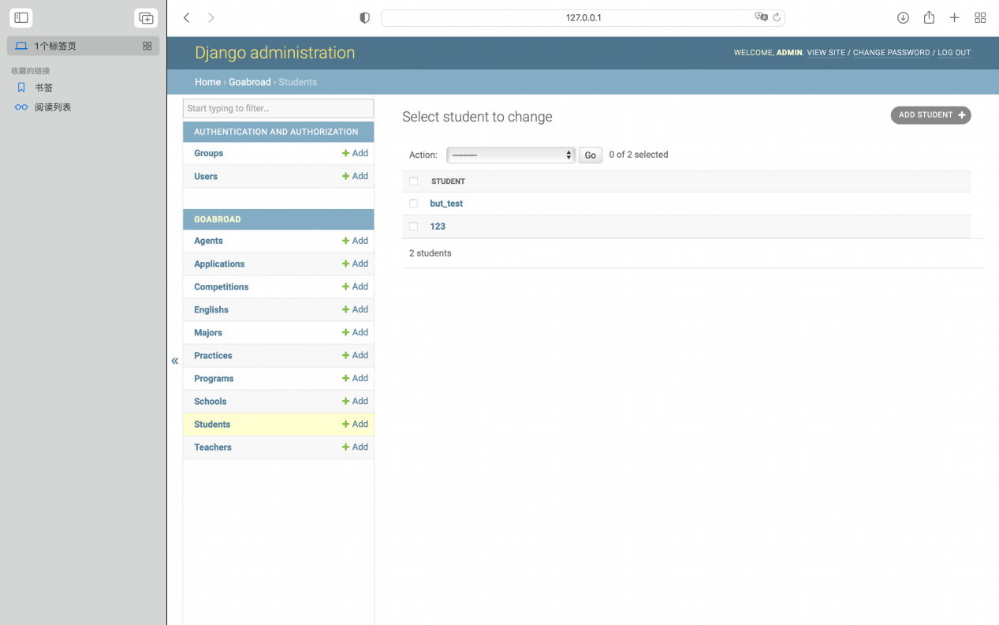 127.0.0.1
1个标签页
收藏的链接
书签
阅读列表
Django administration
WELCOME, ADMIN. VIEW SITE / CHANGE PASSWORD / LOG OUT
Home › Goabroad › Students
Start typing to filter...
AUTHENTICATION AND AUTHORIZATION
Groups + Add
Users + Add
GOABROAD
Agents + Add
Applications + Add
Competitions + Add
Englishs + Add
Majors + Add
Practices + Add
Programs + Add
Schools + Add
Students + Add
Teachers + Add
«
Select student to change
ADD STUDENT +
Action: --------- Go 0 of 2 selected
STUDENT
but_test
123
2 students